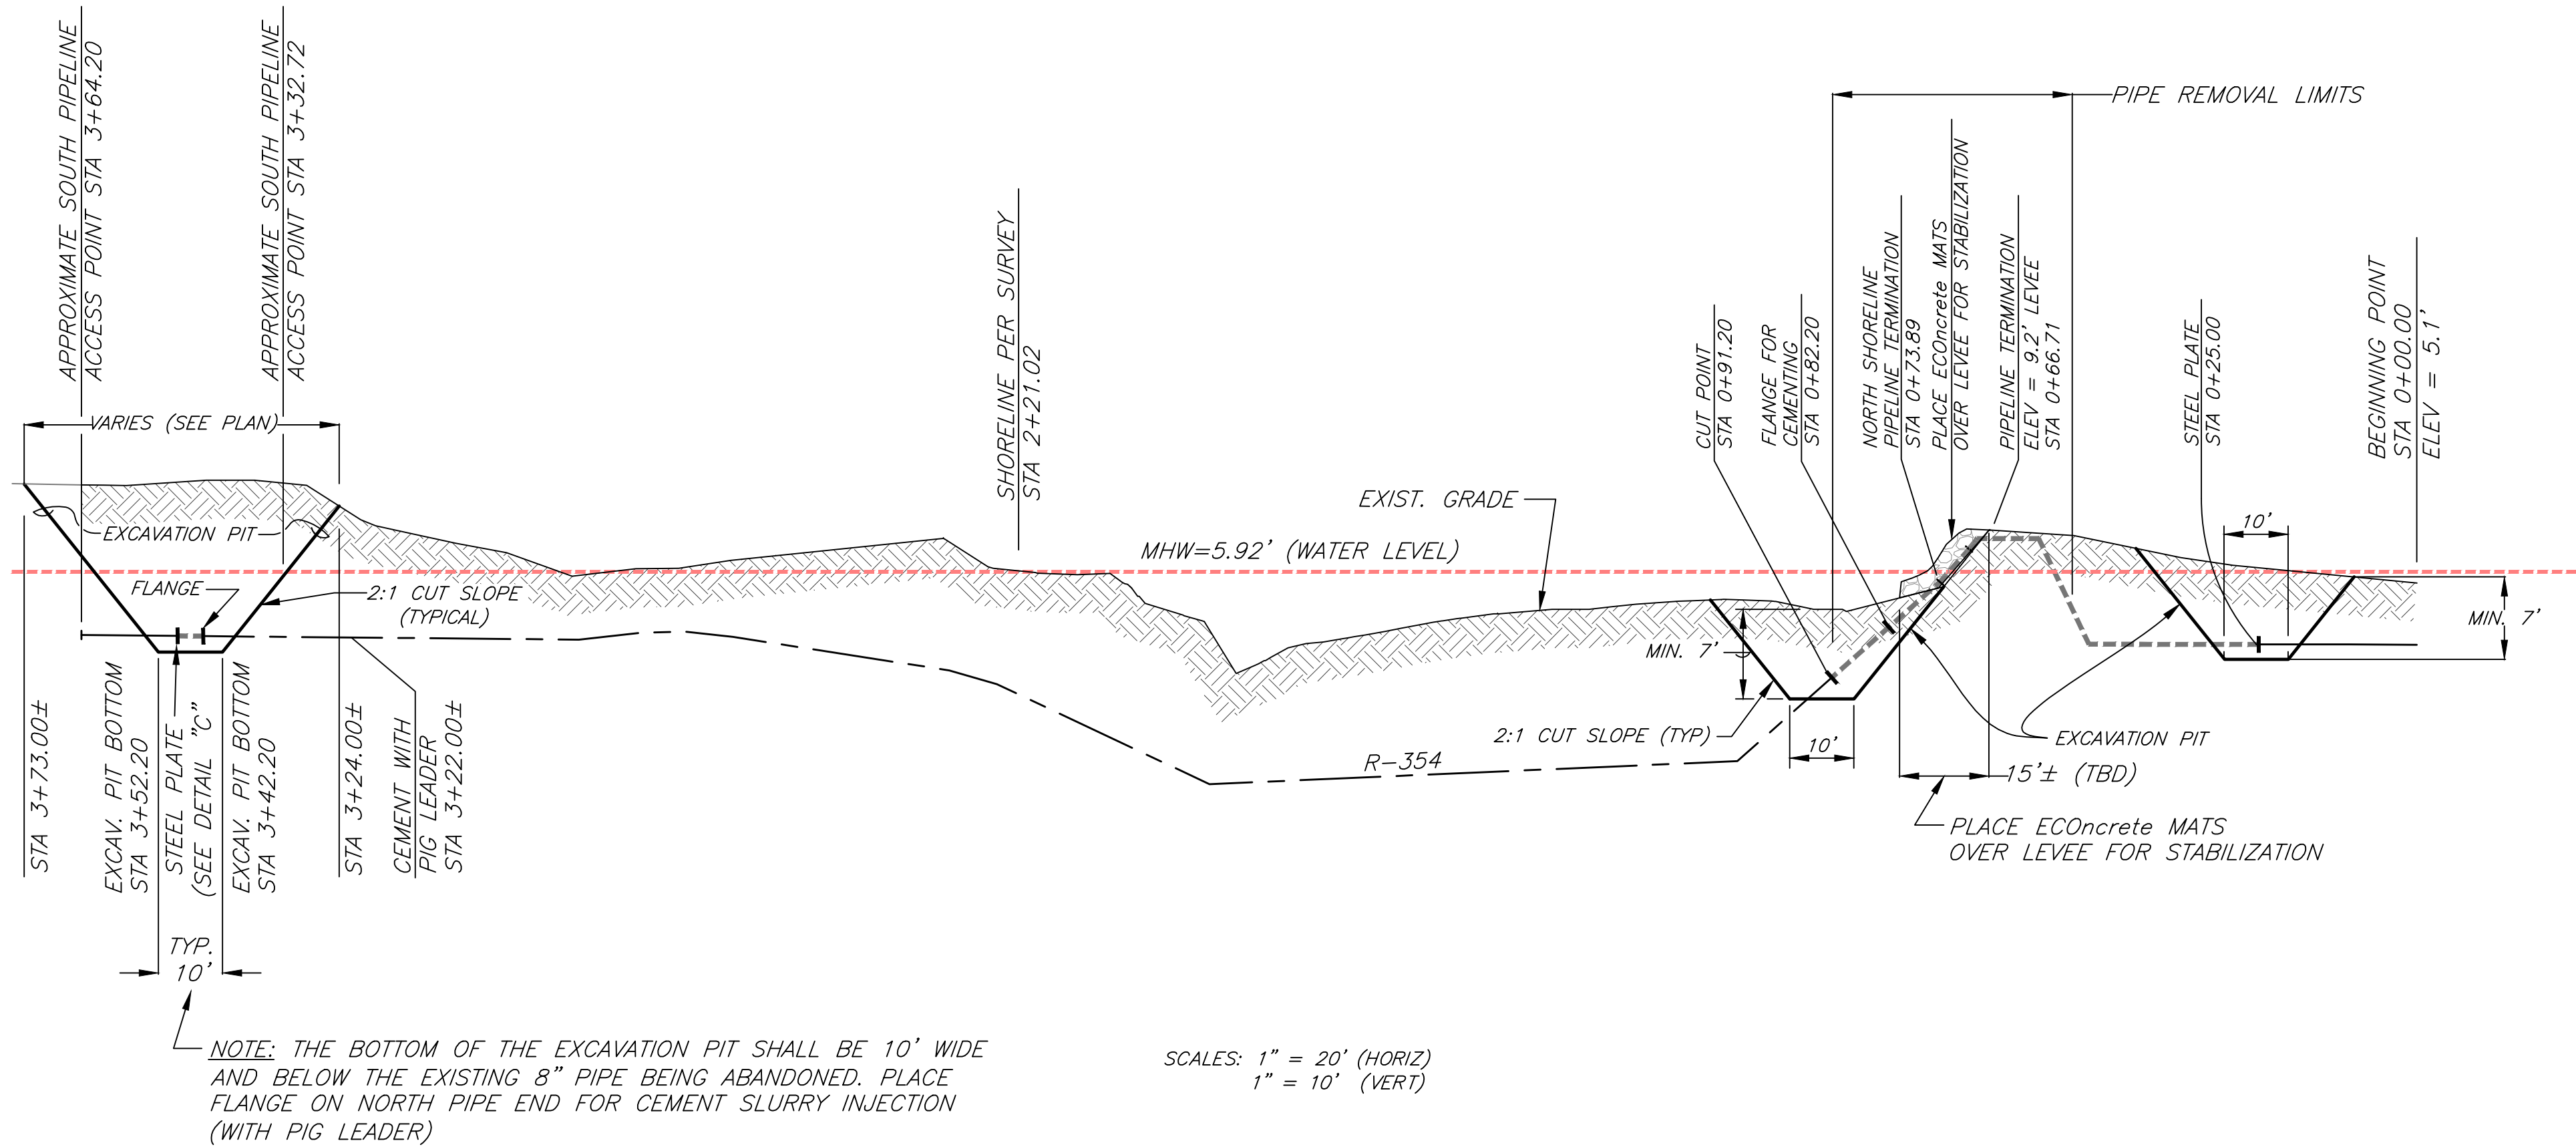 APPROXIMATE SOUTH PIPELINE
ACCESS POINT STA 3+64.20
APPROXIMATE SOUTH PIPELINE
ACCESS POINT STA 3+32.72
SHORELINE PER SURVEY
STA 2+21.02
PIPE REMOVAL LIMITS
CUT POINT
STA 0+91.20
FLANGE FOR
CEMENTING
STA 0+82.20
NORTH SHORELINE
PIPELINE TERMINATION
STA 0+73.89
PLACE ECOncrete MATS
OVER LEVEE FOR STABILIZATION
PIPELINE TERMINATION
ELEV = 9.2' LEVEE
STA 0+66.71
STEEL PLATE
STA 0+25.00
BEGINNING POINT
STA 0+00.00
ELEV = 5.1'
VARIES (SEE PLAN)
EXIST. GRADE
10'
EXCAVATION PIT
MHW=5.92' (WATER LEVEL)
FLANGE
2:1 CUT SLOPE
(TYPICAL)
MIN. 7'
MIN. 7'
2:1 CUT SLOPE (TYP)
EXCAVATION PIT
R-354
10'
15'± (TBD)
PLACE ECOncrete MATS
OVER LEVEE FOR STABILIZATION
STA 3+73.00±
EXCAV. PIT BOTTOM
STA 3+52.20
STEEL PLATE
(SEE DETAIL "C"
EXCAV. PIT BOTTOM
STA 3+42.20
STA 3+24.00±
CEMENT WITH
PIG LEADER
STA 3+22.00±
TYP.
10'
NOTE: THE BOTTOM OF THE EXCAVATION PIT SHALL BE 10' WIDE
AND BELOW THE EXISTING 8" PIPE BEING ABANDONED. PLACE
FLANGE ON NORTH PIPE END FOR CEMENT SLURRY INJECTION
(WITH PIG LEADER)
SCALES: 1" = 20' (HORIZ)
1" = 10' (VERT)